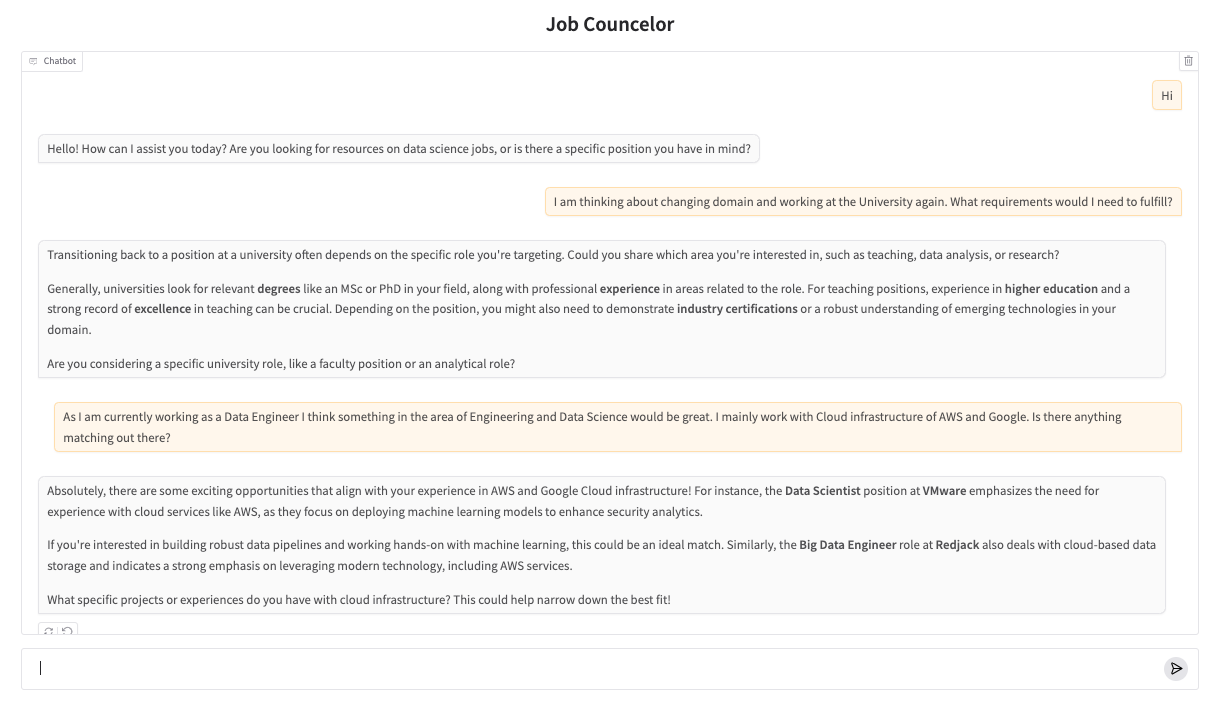 Job Councelor
Chatbot
Hi
Hello! How can I assist you today? Are you looking for resources on data science jobs, or is there a specific position you have in mind?
I am thinking about changing domain and working at the University again. What requirements would I need to fulfill?
Transitioning back to a position at a university often depends on the specific role you're targeting. Could you share which area you're interested in, such as teaching, data analysis, or research?
Generally, universities look for relevant degrees like an MSc or PhD in your field, along with professional experience in areas related to the role. For teaching positions, experience in higher education and a
strong record of excellence in teaching can be crucial. Depending on the position, you might also need to demonstrate industry certifications or a robust understanding of emerging technologies in your
domain.
Are you considering a specific university role, like a faculty position or an analytical role?
As I am currently working as a Data Engineer I think something in the area of Engineering and Data Science would be great. I mainly work with Cloud infrastructure of AWS and Google. Is there anything
matching out there?
Absolutely, there are some exciting opportunities that align with your experience in AWS and Google Cloud infrastructure! For instance, the Data Scientist position at VMware emphasizes the need for
experience with cloud services like AWS, as they focus on deploying machine learning models to enhance security analytics.
If you're interested in building robust data pipelines and working hands-on with machine learning, this could be an ideal match. Similarly, the Big Data Engineer role at Redjack also deals with cloud-based data
storage and indicates a strong emphasis on leveraging modern technology, including AWS services.
What specific projects or experiences do you have with cloud infrastructure? This could help narrow down the best fit!